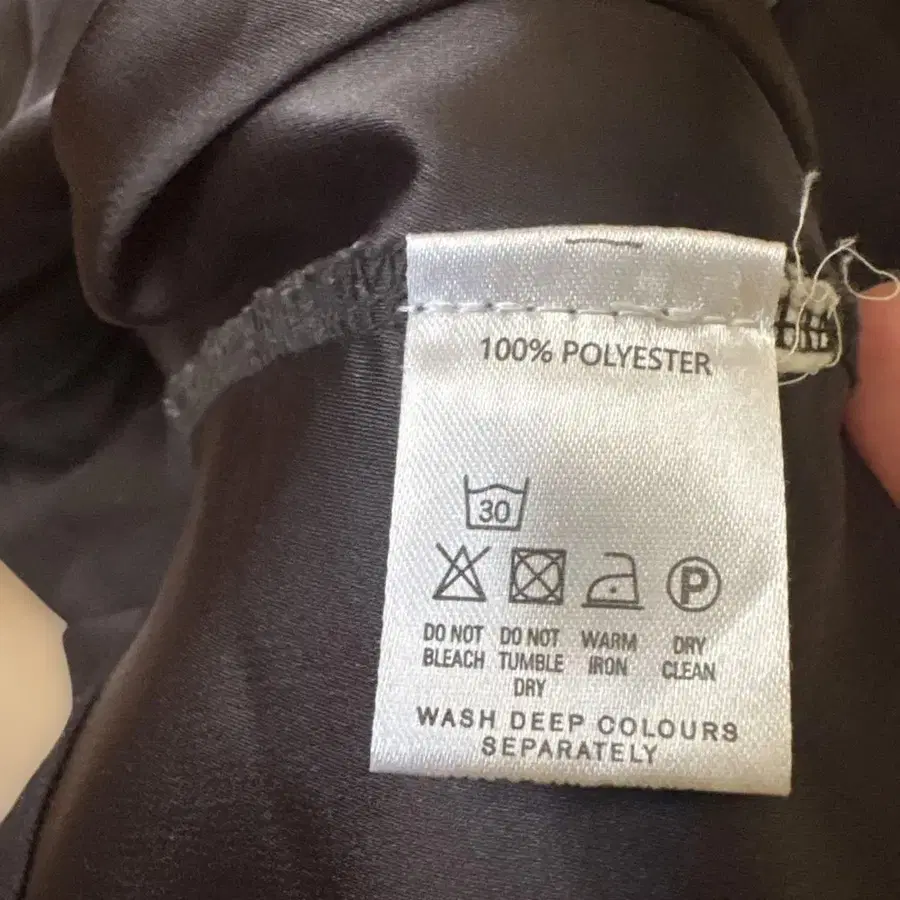 100% POLYESTER
30
P
DO NOT BLEACH
DO NOT TUMBLE DRY
WARM IRON
DRY CLEAN
WASH DEEP COLOURS
SEPARATELY